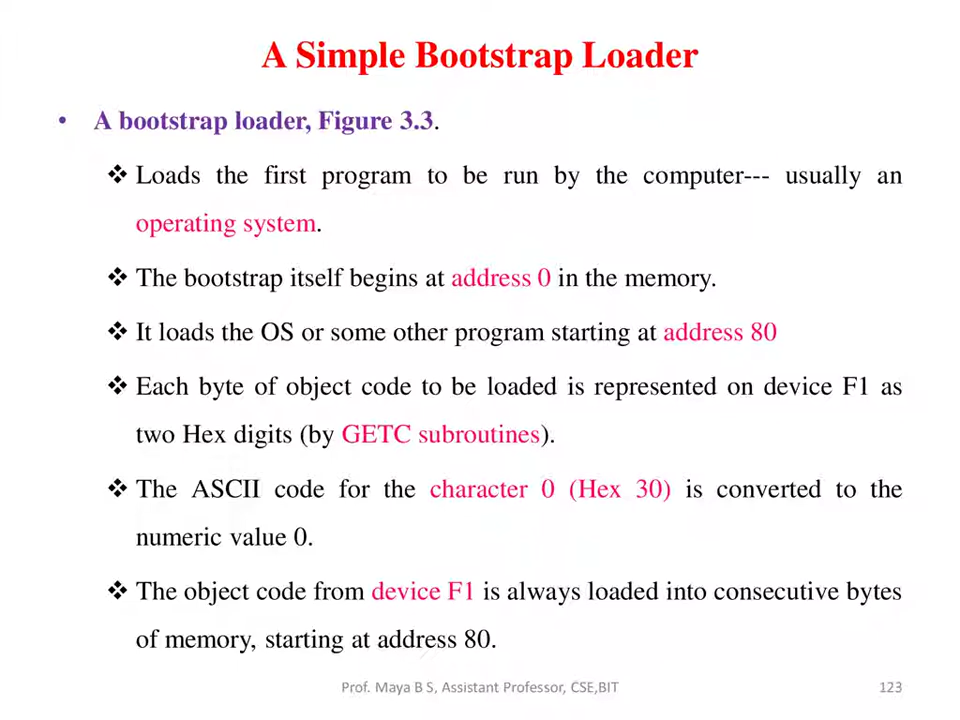 A Simple Bootstrap Loader
• A bootstrap loader, Figure 3.3.
❖ Loads the first program to be run by the computer--- usually an
operating system.
❖ The bootstrap itself begins at address 0 in the memory.
❖ It loads the OS or some other program starting at address 80
❖ Each byte of object code to be loaded is represented on device F1 as
two Hex digits (by GETC subroutines).
❖ The ASCII code for the character 0 (Hex 30) is converted to the
numeric value 0.
❖ The object code from device F1 is always loaded into consecutive bytes
of memory, starting at address 80.
Prof. Maya B S, Assistant Professor, CSE,BIT 123